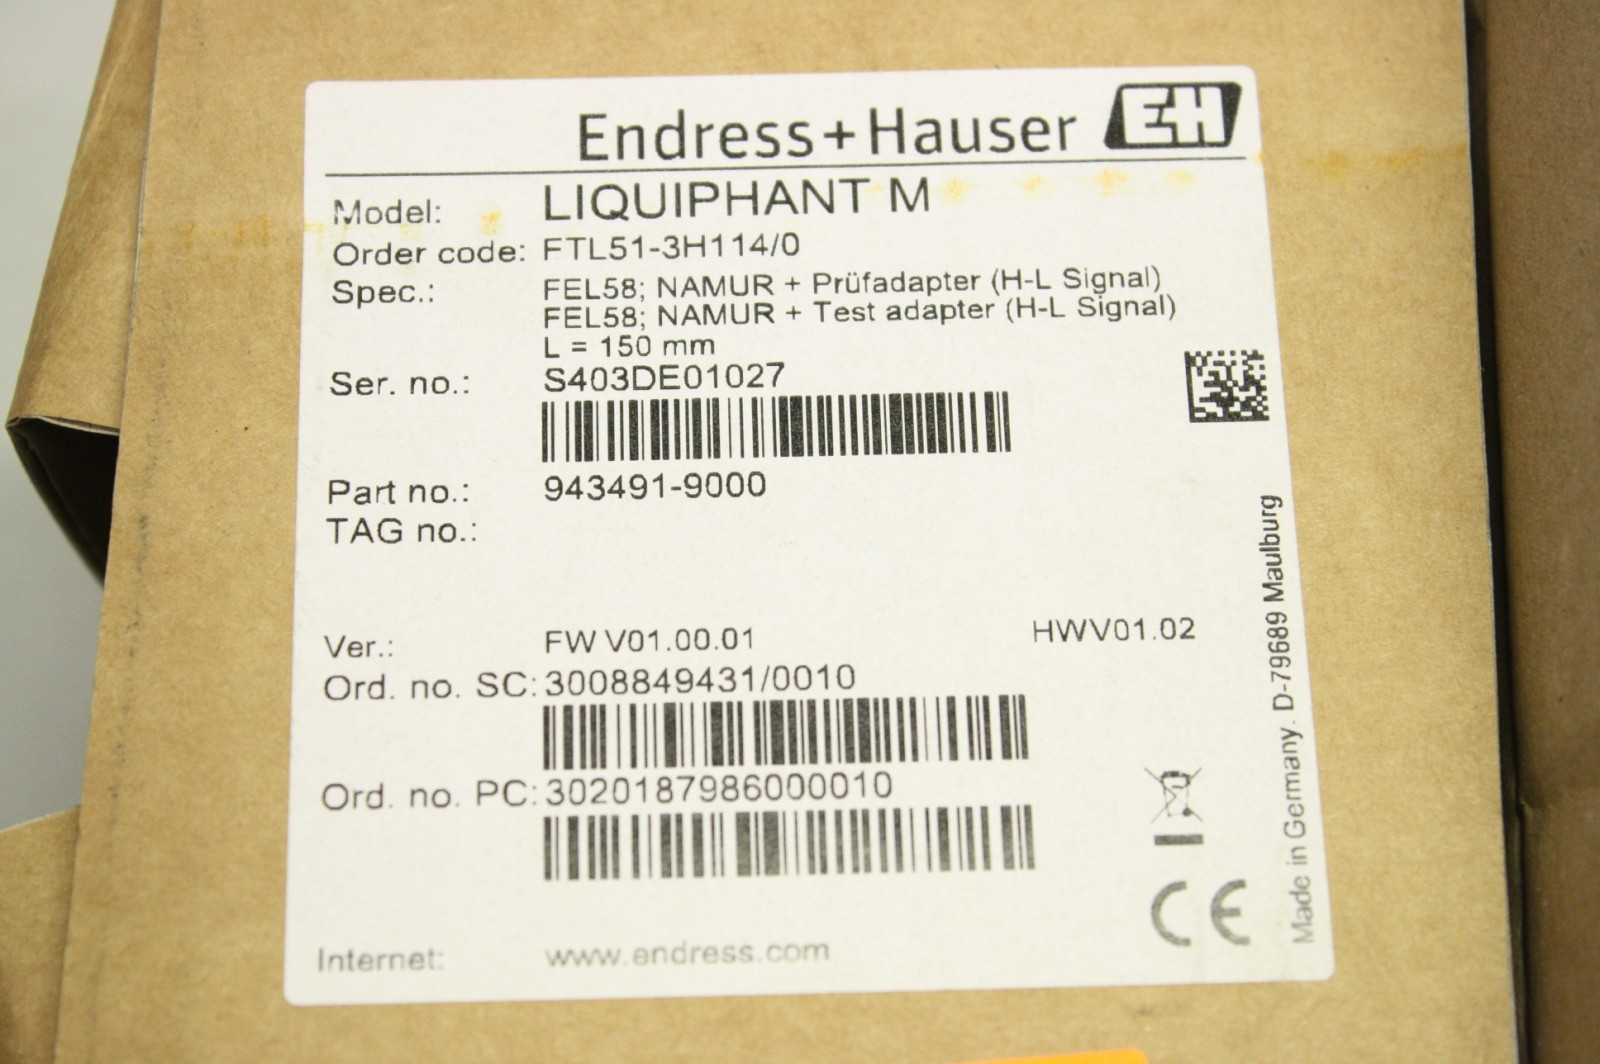 Endress+Hauser EH
Model: LIQUIPHANT M
Order code: FTL51-3H114/0
Spec.: FEL58; NAMUR + Prüfadapter (H-L Signal)
FEL58; NAMUR + Test adapter (H-L Signal)
L = 150 mm
Ser. no.: S403DE01027
Part no.: 943491-9000
TAG no.:
Ver.: FW V01.00.01 HWV01.02
Ord. no. SC: 3008849431/0010
Ord. no. PC: 3020187986000010
Internet: www.endress.com
CE
Made in Germany. D-79689 Maulburg